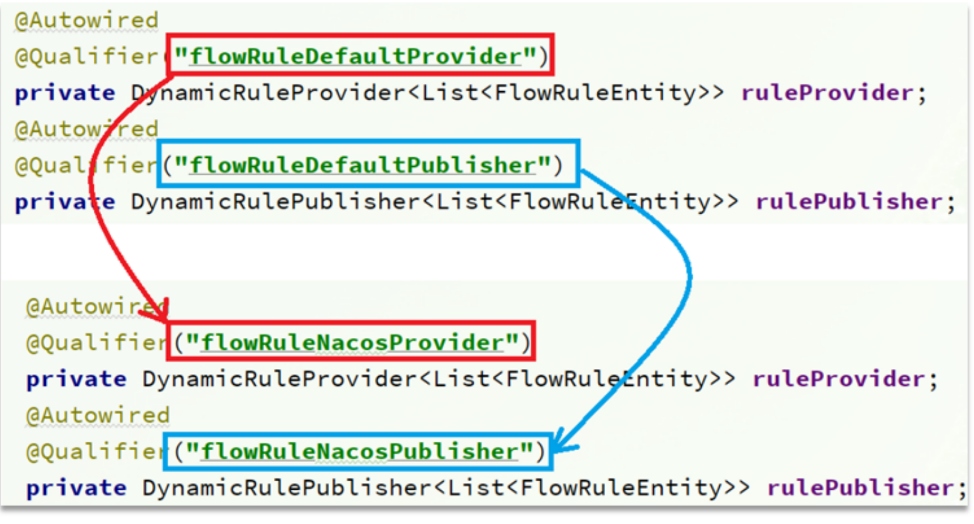 @Autowired
@Qualifier("flowRuleDefaultProvider")
private DynamicRuleProvider<List<FlowRuleEntity>> ruleProvider;
@Autowired
@Qualifier("flowRuleDefaultPublisher")
private DynamicRulePublisher<List<FlowRuleEntity>> rulePublisher;
@Autowired
@Qualifier("flowRuleNacosProvider")
private DynamicRuleProvider<List<FlowRuleEntity>> ruleProvider;
@Autowired
@Qualifier("flowRuleNacosPublisher")
private DynamicRulePublisher<List<FlowRuleEntity>> rulePublisher;